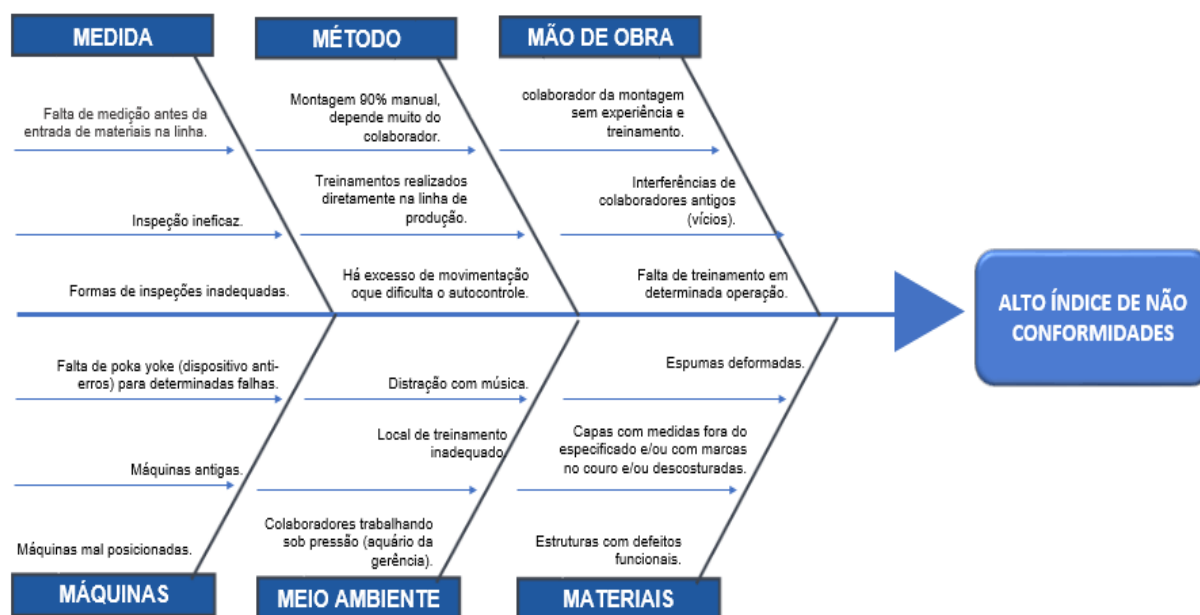 MEDIDA
Falta de medição antes da
entrada de materiais na linha.
Inspeção ineficaz.
Formas de inspeções inadequadas.
MÉTODO
Montagem 90% manual,
depende muito do
colaborador.
Treinamentos realizados
diretamente na linha de
produção.
Há excesso de movimentação
oque dificulta o autocontrole.
MÃO DE OBRA
colaborador da montagem
sem experiência e
treinamento.
Interferências de
colaboradores antigos
(vícios).
Falta de treinamento em
determinada operação.
ALTO ÍNDICE DE NÃO
CONFORMIDADES
Falta de poka yoke (dispositivo anti-
erros) para determinadas falhas.
Máquinas antigas.
Máquinas mal posicionadas.
MÁQUINAS
Distração com música.
Local de treinamento
inadequado.
Colaboradores trabalhando
sob pressão (aquário da
gerência).
MEIO AMBIENTE
Espumas deformadas.
Capas com medidas fora do
especificado e/ou com marcas
no couro e/ou descosturadas.
Estruturas com defeitos
funcionais.
MATERIAIS